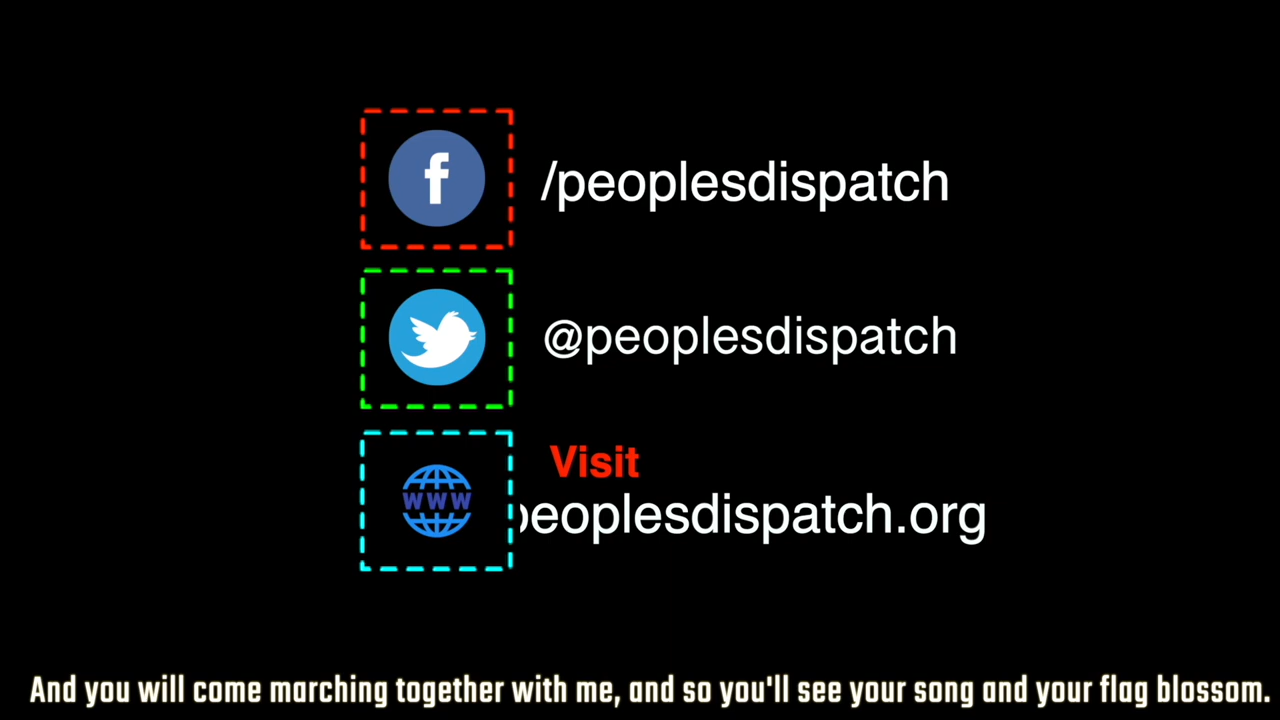 f
/peoplesdispatch
@peoplesdispatch
Visit
www
peoplesdispatch.org
And you will come marching together with me, and so you'll see your song and your flag blossom.